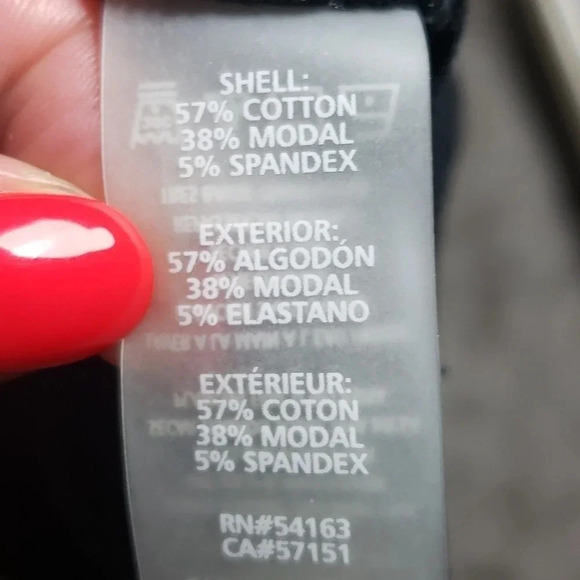 SHELL:
57% COTTON
38% MODAL
5% SPANDEX
EXTERIOR:
57% ALGODÓN
38% MODAL
5% ELASTANO
EXTÉRIEUR:
57% COTON
38% MODAL
5% SPANDEX
RN#54163
CA#57151